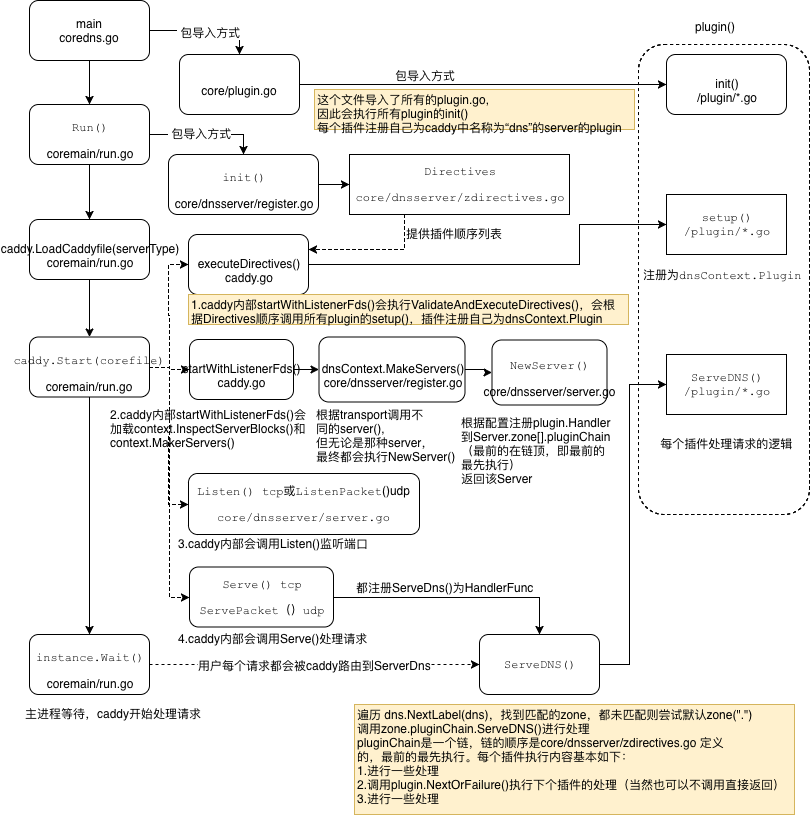 main
coredns.go
plugin()
包导入方式
core/plugin.go
包导入方式
init()
/plugin/*.go
这个文件导入了所有的plugin.go,
因此会执行所有plugin的init()
每个插件注册自己为caddy中名称为“dns”的server的plugin
Run()
coremain/run.go
包导入方式
init()
core/dnsserver/register.go
Directives
core/dnsserver/zdirectives.go
提供插件顺序列表
setup()
/plugin/*.go
注册为dnsContext.Plugin
caddy.LoadCaddyfile(serverType)
coremain/run.go
executeDirectives()
caddy.go
1.caddy内部startWithListenerFds()会执行ValidateAndExecuteDirectives()，会根
据Directives顺序调用所有plugin的setup()，插件注册自己为dnsContext.Plugin
caddy.Start(corefile)
coremain/run.go
startWithListenerFds()
caddy.go
dnsContext.MakeServers()
core/dnsserver/register.go
NewServer()
core/dnsserver/server.go
ServeDNS()
/plugin/*.go
2.caddy内部startWithListenerFds()会
加载context.InspectServerBlocks()和
context.MakerServers()
根据transport调用不
同的server()，
但无论是那种server，
最终都会执行NewServer()
根据配置注册plugin.Handler
到Server.zone[].pluginChain
（最前的在链顶，即最前的
最先执行）
返回该Server
每个插件处理请求的逻辑
Listen() tcp或ListenPacket()udp
core/dnsserver/server.go
3.caddy内部会调用Listen()监听端口
Serve() tcp
ServePacket () udp
都注册ServeDns()为HandlerFunc
4.caddy内部会调用Serve()处理请求
instance.Wait()
coremain/run.go
用户每个请求都会被caddy路由到ServerDns
ServeDNS()
主进程等待，caddy开始处理请求
遍历 dns.NextLabel(dns)，找到匹配的zone，都未匹配则尝试默认zone(".")
调用zone.pluginChain.ServeDNS()进行处理
pluginChain是一个链，链的顺序是core/dnsserver/zdirectives.go 定义
的，最前的最先执行。每个插件执行内容基本如下：
1.进行一些处理
2.调用plugin.NextOrFailure()执行下个插件的处理（当然也可以不调用直接返回）
3.进行一些处理